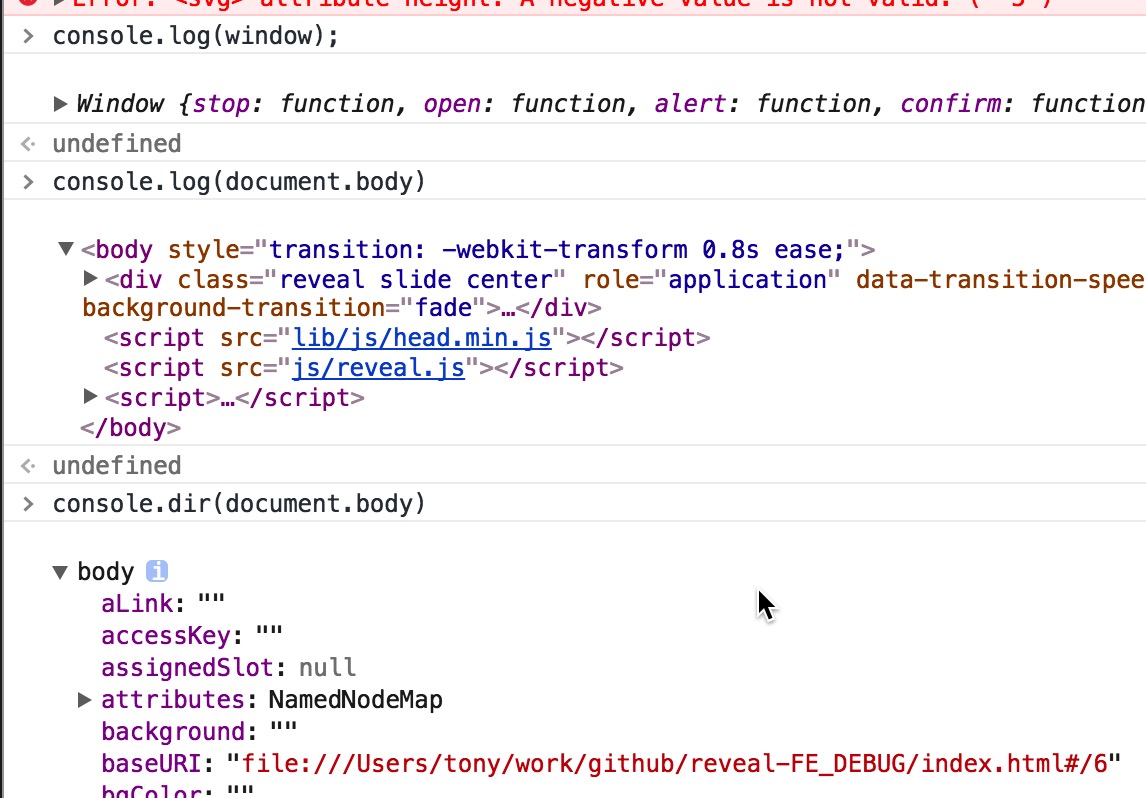 Error: <svg> attribute height: A negative value is not valid. ("-5")
> console.log(window);
▶ Window {stop: function, open: function, alert: function, confirm: function
undefined
> console.log(document.body)
▼ <body style="transition: -webkit-transform 0.8s ease;">
▶ <div class="reveal slide center" role="application" data-transition-spee
background-transition="fade">…</div>
<script src="lib/js/head.min.js"></script>
<script src="js/reveal.js"></script>
▶ <script>…</script>
</body>
undefined
> console.dir(document.body)
▼ body i
aLink: ""
accessKey: ""
assignedSlot: null
▶ attributes: NamedNodeMap
background: ""
baseURI: "file:///Users/tony/work/github/reveal-FE_DEBUG/index.html#/6"
bgColor: ""